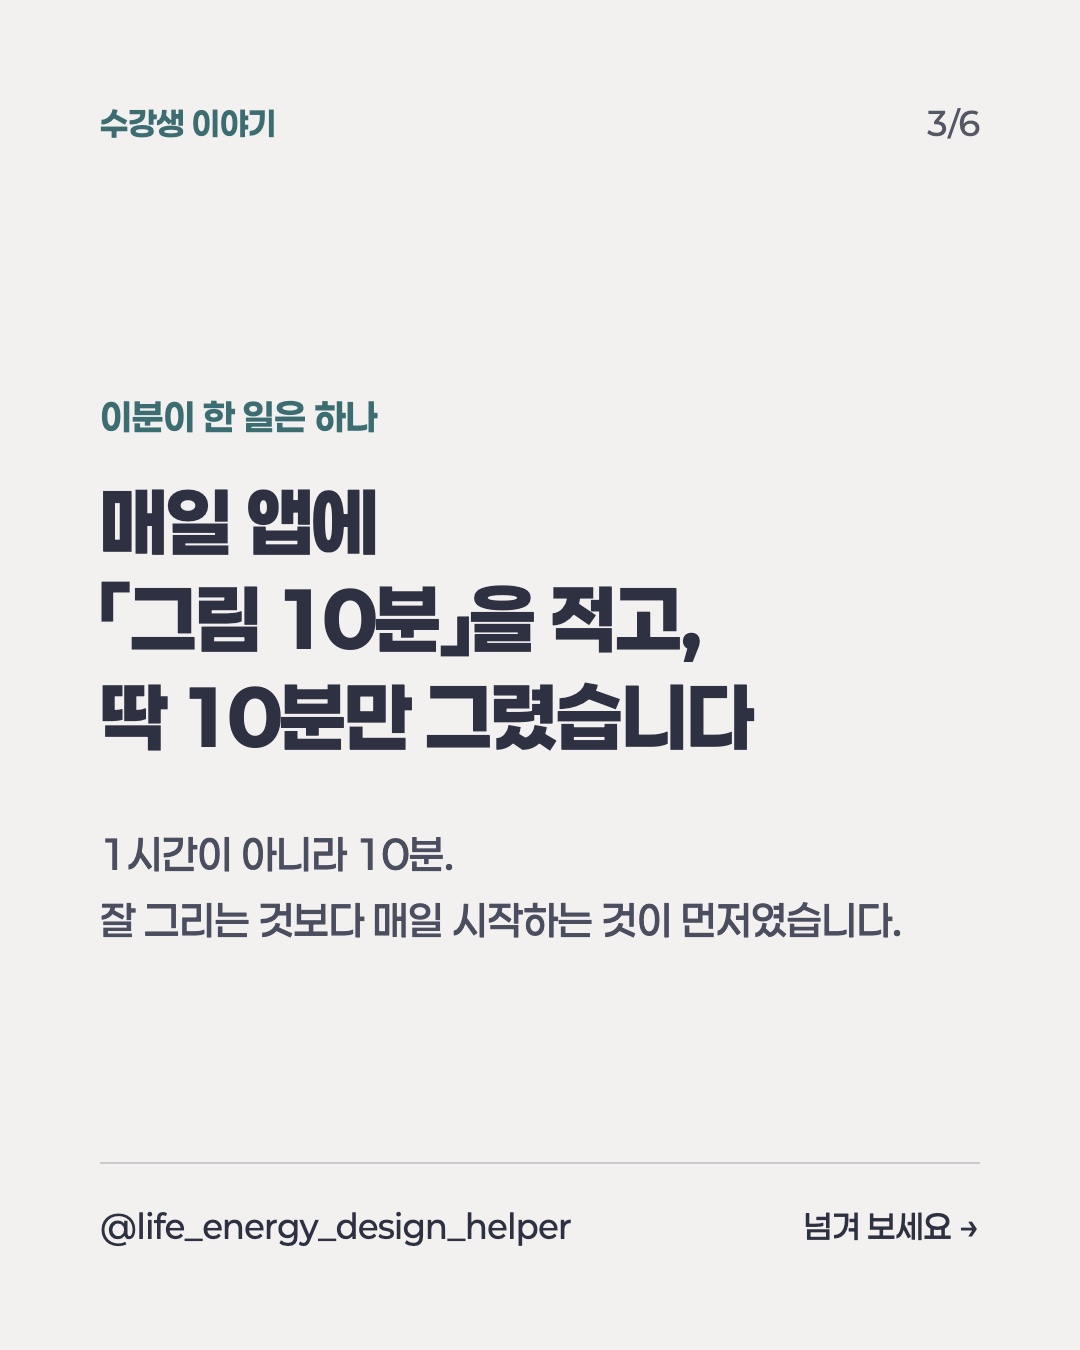 수강생 이야기
3/6
이분이 한 일은 하나
매일 앱에
「그림 10분」을 적고,
딱 10분만 그렸습니다
1시간이 아니라 10분.
잘 그리는 것보다 매일 시작하는 것이 먼저였습니다.
@life_energy_design_helper
넘겨 보세요 →